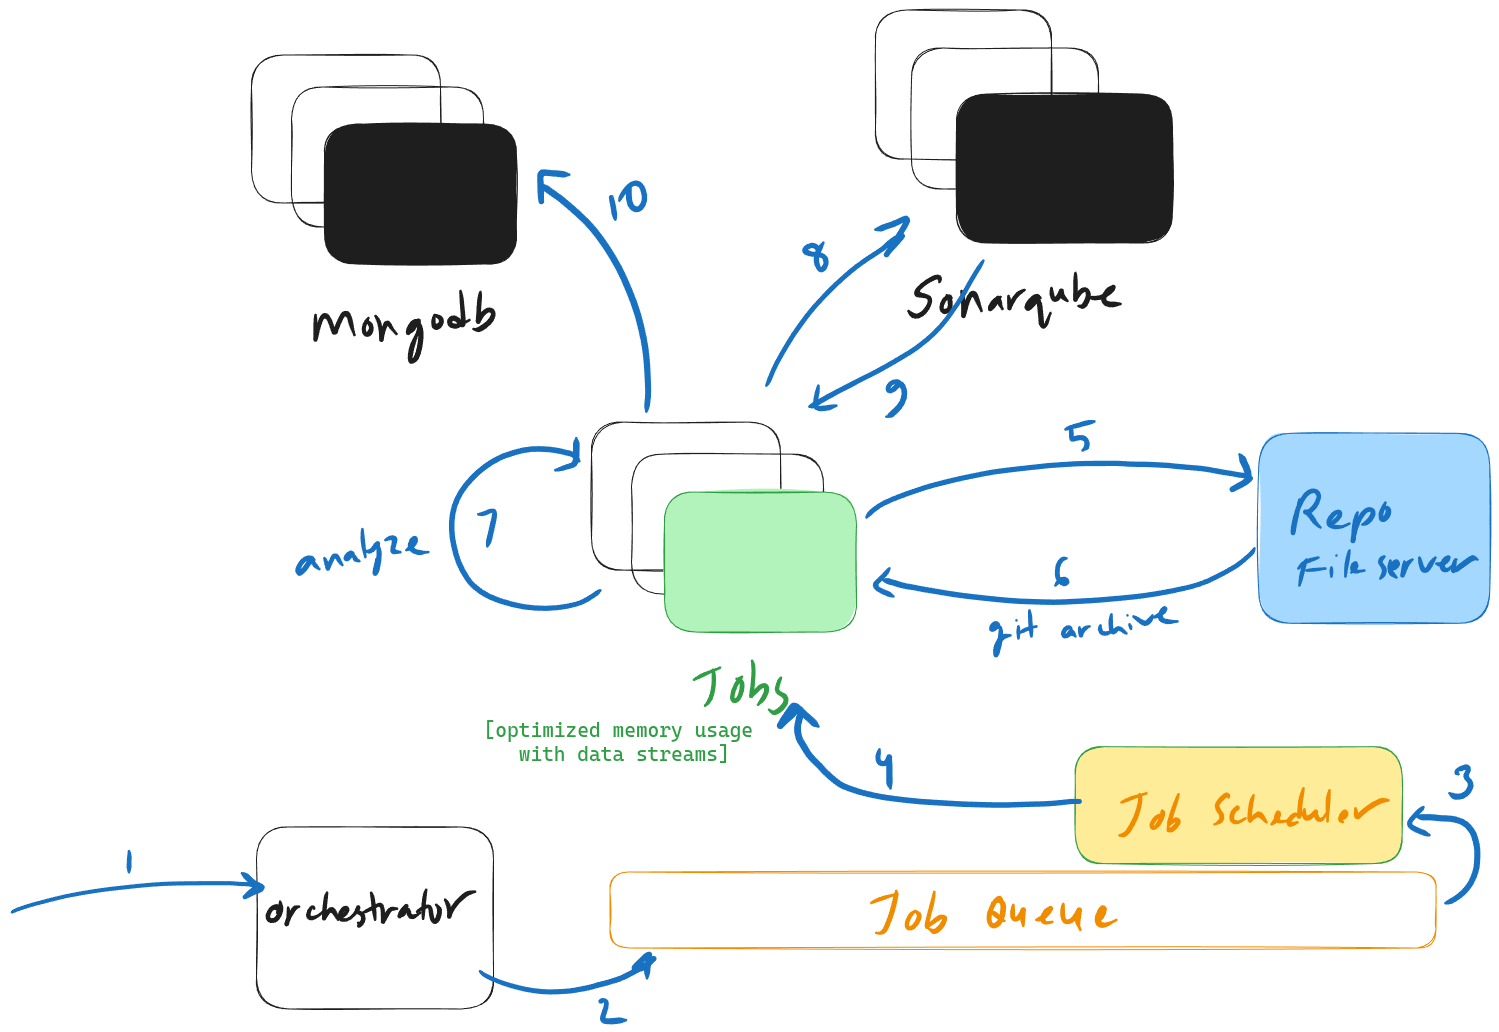 10
8
Mongodb
Sonarqube
9
5
Repo
File server
7
analyze
6
git archive
Jobs
[optimized memory usage
with data streams]
4
3
Job Scheduler
1
orchestrator
Job Queue
2